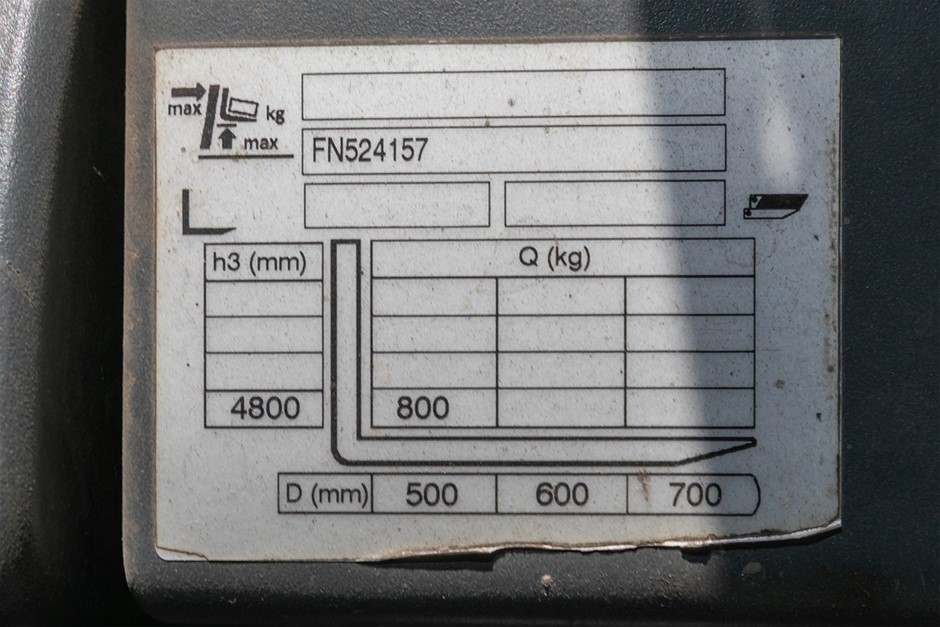 max kg
max
FN524157
h3 (mm) Q (kg)
4800 800
D (mm) 500 600 700